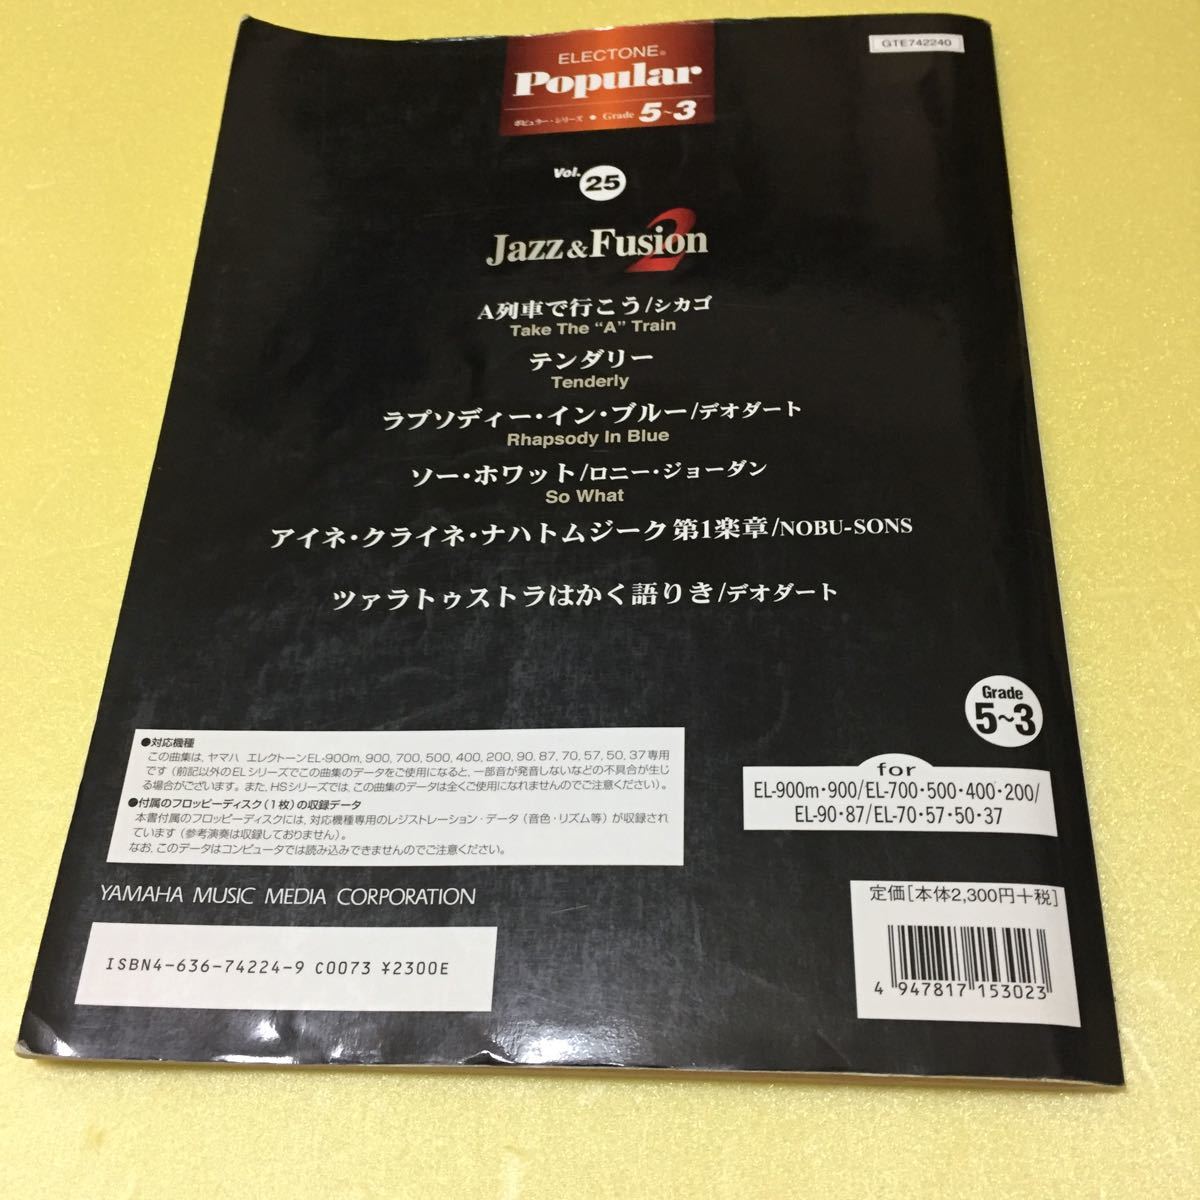 GTE742240
ELECTONE®
Popular
ポピュラー・シリーズ ● Grade 5~3
Vol. 25
Jazz & Fusion 2
A列車で行こう/シカゴ
Take The “A” Train
テンダリー
Tenderly
ラプソディー・イン・ブルー/デオダート
Rhapsody In Blue
ソー・ホワット/ロニー・ジョーダン
So What
アイネ・クライネ・ナハトムジーク 第1楽章/NOBU-SONS
ツァラトゥストラはかく語りき/デオダート
Grade
5~3
●対応機種
この曲集は、ヤマハ エレクトーンEL-900m, 900, 700, 500, 400, 200, 90, 87, 70, 57, 50, 37専用
です（前記以外のELシリーズでこの曲集のデータをご使用になると、一部音が発音しないなどの不具合が生じ
る場合がございます。また、HSシリーズでは、この曲集のデータは全くご使用になれませんのでご注意ください）。
●付属のフロッピーディスク（1枚）の収録データ
本書付属のフロッピーディスクには、対応機種専用のレジストレーション・データ（音色・リズム等）が収録され
ています（参考演奏は収録しておりません）。
なお、このデータはコンピュータでは読み込みできませんのでご注意ください。
for
EL-900m・900/EL-700・500・400・200/
EL-90・87/EL-70・57・50・37
YAMAHA MUSIC MEDIA CORPORATION
ISBN4-636-74224-9 C0073 ¥2300E
定価[本体2,300円+税]
4 947817 153023